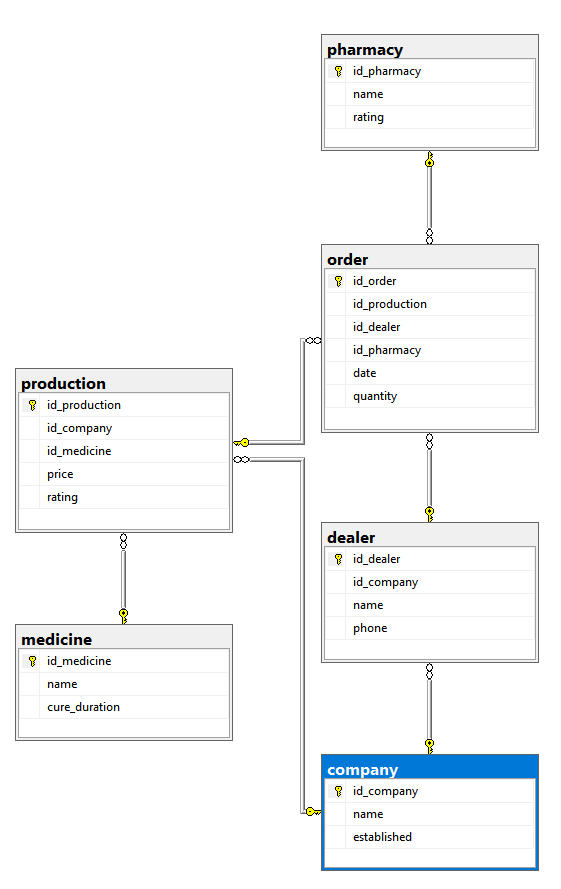 pharmacy
id_pharmacy
name
rating
order
id_order
id_production
id_dealer
id_pharmacy
date
quantity
production
id_production
id_company
id_medicine
price
rating
dealer
id_dealer
id_company
name
phone
medicine
id_medicine
name
cure_duration
company
id_company
name
established